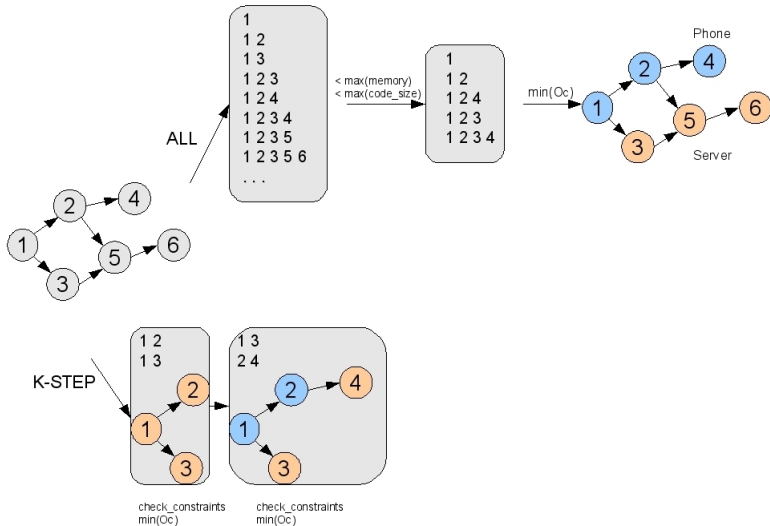 1
1 2
1 3
1 2 3
1 2 4
1 2 3 4
1 2 3 5
1 2 3 5 6
. . .
ALL
< max(memory)
< max(code_size)
1
1 2
1 2 4
1 2 3
1 2 3 4
min(Oc)
Phone
4
2
1
6
5
3
Server
4
2
1
6
5
3
K-STEP
1 2
1 3
2
1
3
check_constraints
min(Oc)
1 3
2 4
4
2
1
3
check_constraints
min(Oc)